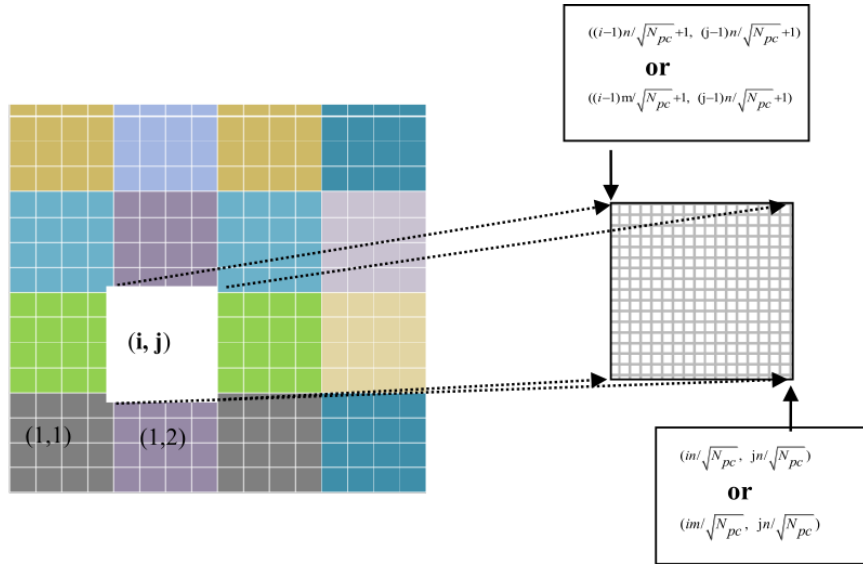 ((i−1)n/√N_pc+1, (j−1)n/√N_pc+1)
or
((i−1)m/√N_pc+1, (j−1)n/√N_pc+1)
(i, j)
(1,1)
(1,2)
(in/√N_pc, jn/√N_pc)
or
(im/√N_pc, jn/√N_pc)